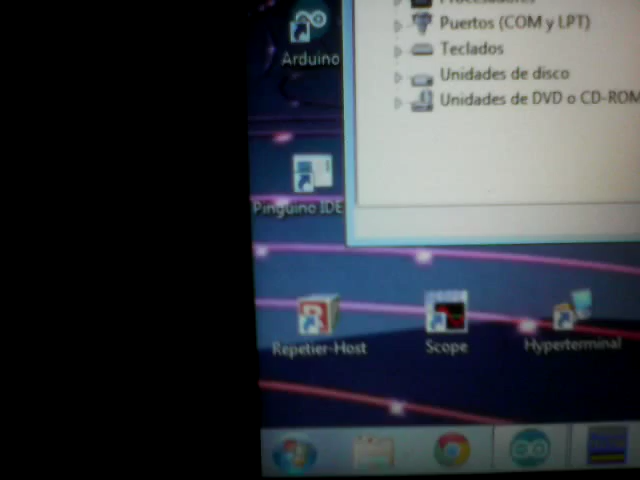 Procesadores
Puertos (COM y LPT)
Teclados
Unidades de disco
Unidades de DVD o CD-ROM
Arduino
Pinguino IDE
Repetier-Host
Scope
Hyperterminal